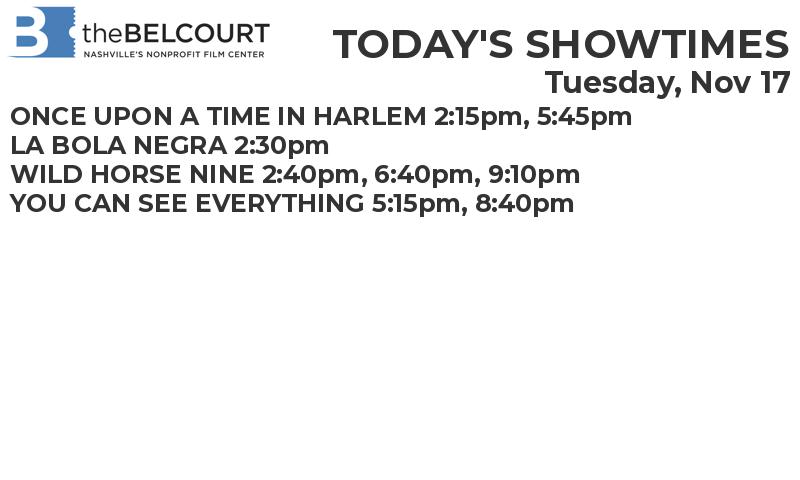 B theBELCOURT
NASHVILLE'S NONPROFIT FILM CENTER
TODAY'S SHOWTIMES
Tuesday, Nov 17
ONCE UPON A TIME IN HARLEM 2:15pm, 5:45pm
LA BOLA NEGRA 2:30pm
WILD HORSE NINE 2:40pm, 6:40pm, 9:10pm
YOU CAN SEE EVERYTHING 5:15pm, 8:40pm